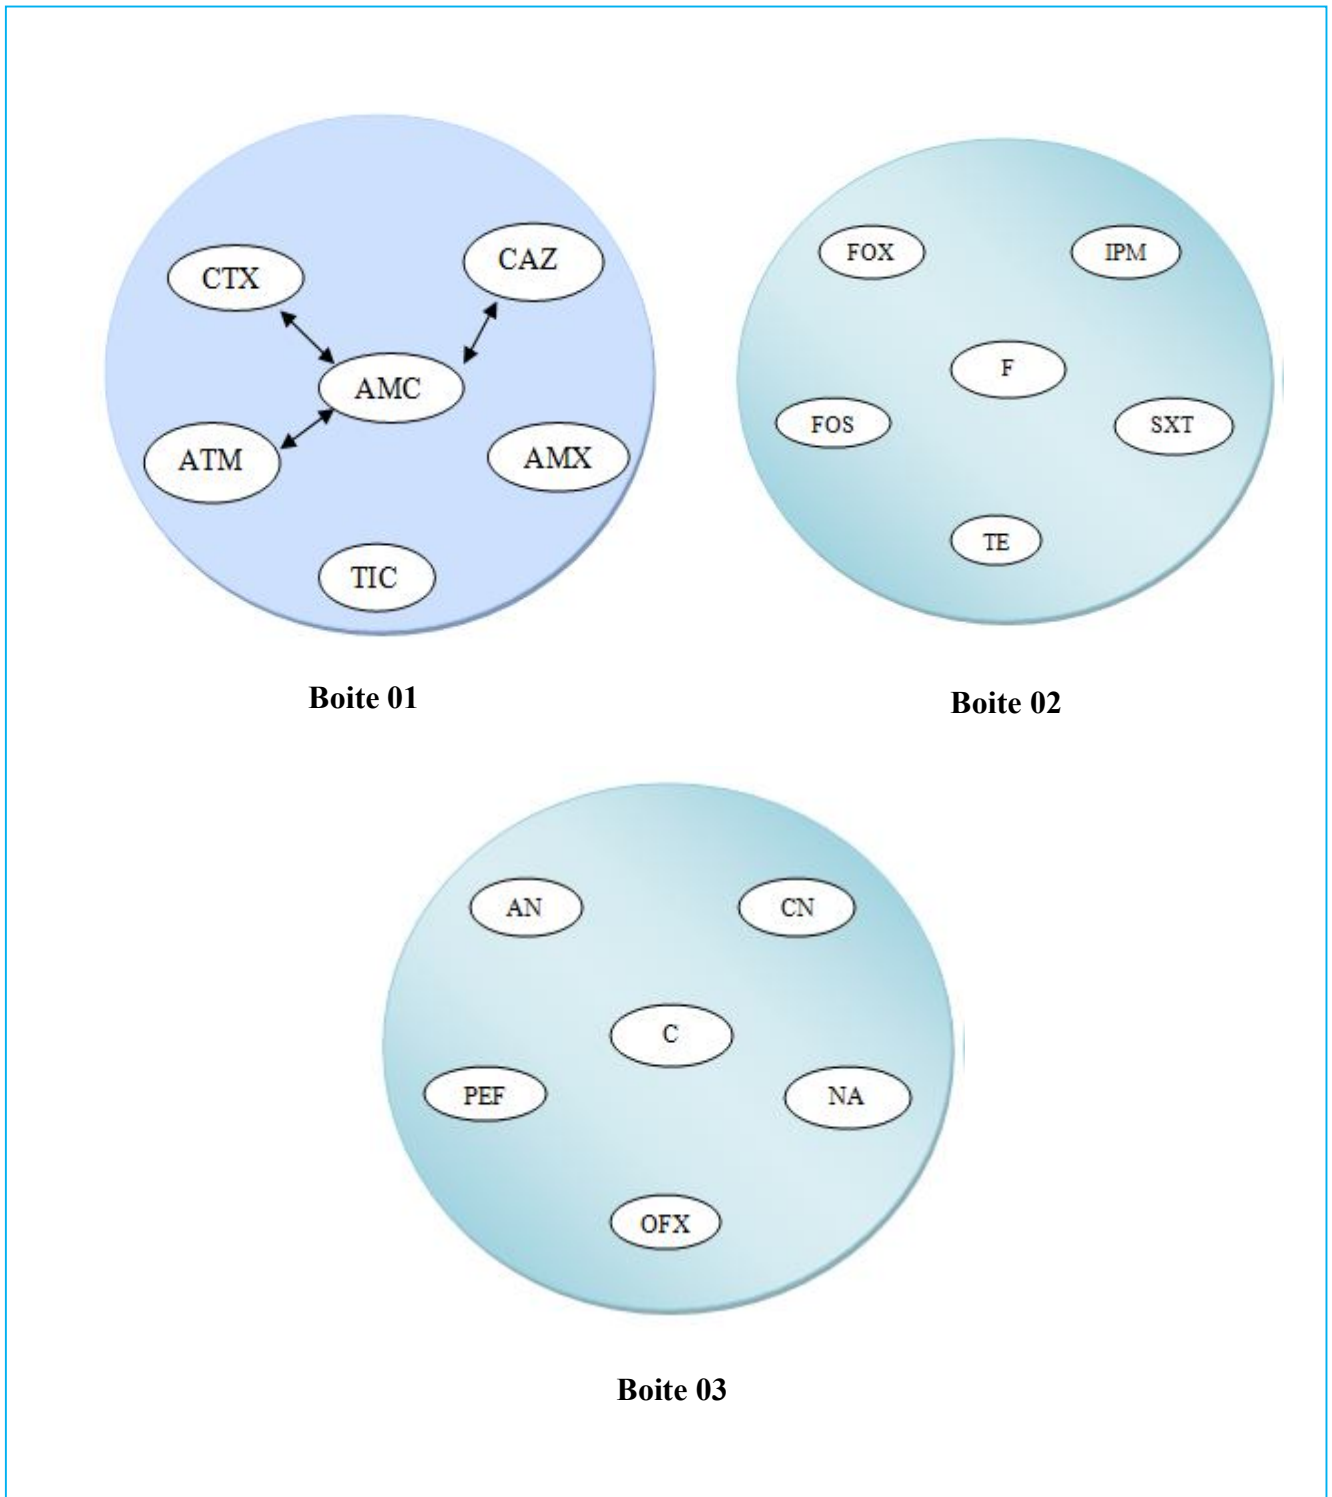 CTX
CAZ
AMC
ATM
AMX
TIC
Boite 01
FOX
IPM
F
FOS
SXT
TE
Boite 02
AN
CN
C
PEF
NA
OFX
Boite 03